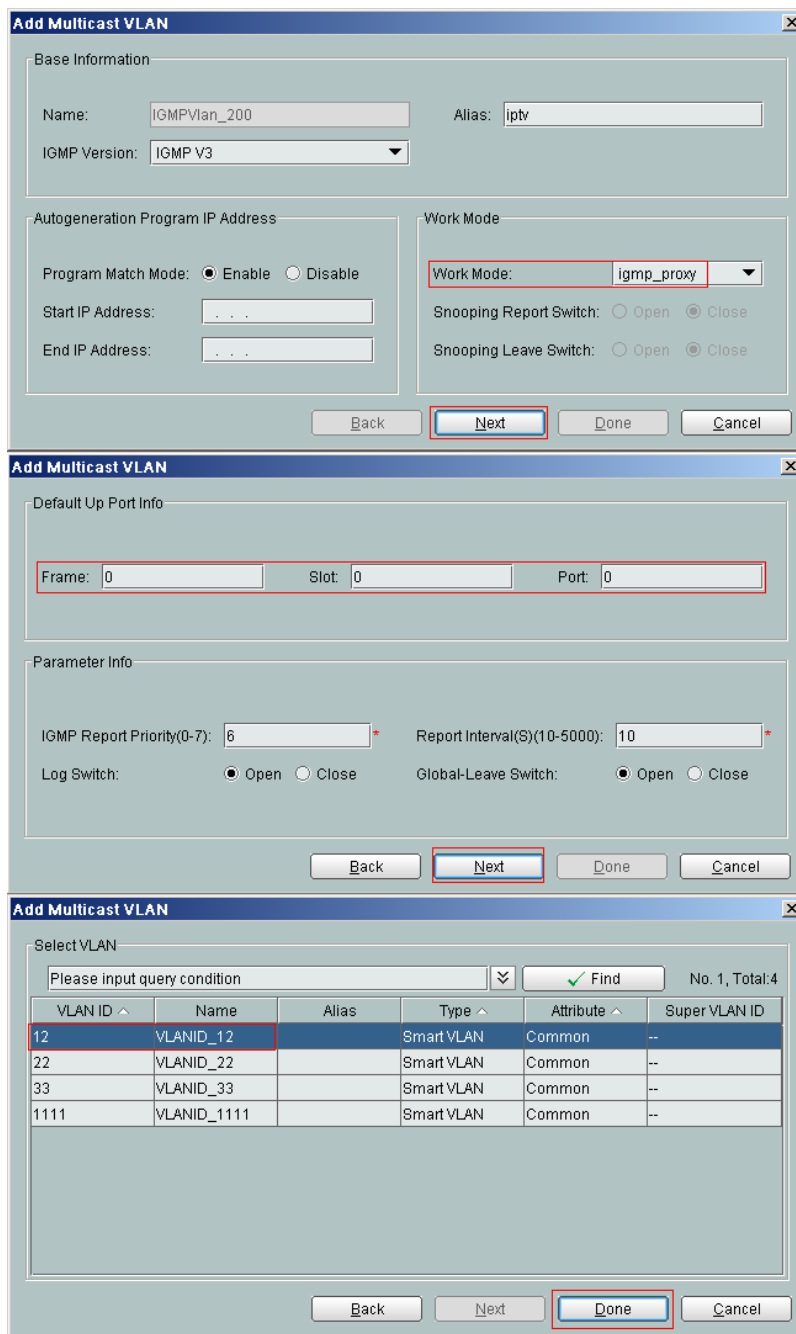 Add Multicast VLAN
Base Information
Name: IGMPVlan_200 Alias: iptv
IGMP Version: IGMP V3
Autogeneration Program IP Address Work Mode
Program Match Mode: Enable Disable Work Mode: igmp_proxy
Start IP Address: . . . Snooping Report Switch: Open Close
End IP Address: . . . Snooping Leave Switch: Open Close
Back Next Done Cancel
Add Multicast VLAN
Default Up Port Info
Frame: 0 Slot: 0 Port: 0
Parameter Info
IGMP Report Priority(0-7): 6 * Report Interval(S)(10-5000): 10 *
Log Switch: Open Close Global-Leave Switch: Open Close
Back Next Done Cancel
Add Multicast VLAN
Select VLAN
Please input query condition Find No. 1, Total:4
VLAN ID Name Alias Type Attribute Super VLAN ID
12 VLANID_12 Smart VLAN Common --
22 VLANID_22 Smart VLAN Common --
33 VLANID_33 Smart VLAN Common --
1111 VLANID_1111 Smart VLAN Common --
Back Next Done Cancel